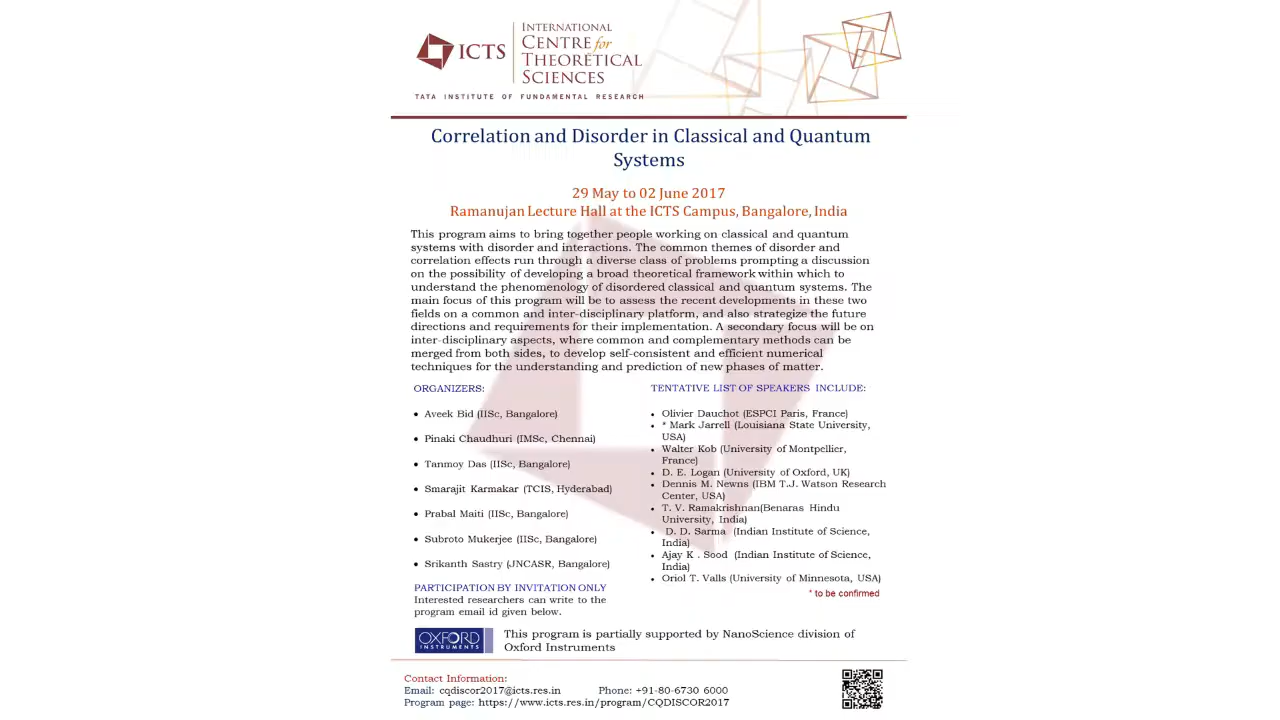 ICTS
INTERNATIONAL
CENTRE for
THEORETICAL
SCIENCES
TATA INSTITUTE OF FUNDAMENTAL RESEARCH
Correlation and Disorder in Classical and Quantum
Systems
29 May to 02 June 2017
Ramanujan Lecture Hall at the ICTS Campus, Bangalore, India
This program aims to bring together people working on classical and quantum
systems with disorder and interactions. The common themes of disorder and
correlation effects run through a diverse class of problems prompting a discussion
on the possibility of developing a broad theoretical framework within which to
understand the phenomenology of disordered classical and quantum systems. The
main focus of this program will be to assess the recent developments in these two
fields on a common and inter-disciplinary platform, and also strategize the future
directions and requirements for their implementation. A secondary focus will be on
inter-disciplinary aspects, where common and complementary methods can be
merged from both sides, to develop self-consistent and efficient numerical
techniques for the understanding and prediction of new phases of matter.
ORGANIZERS:
• Aveek Bid (IISc, Bangalore)
• Pinaki Chaudhuri (IMSc, Chennai)
• Tanmoy Das (IISc, Bangalore)
• Smarajit Karmakar (TCIS, Hyderabad)
• Prabal Maiti (IISc, Bangalore)
• Subroto Mukerjee (IISc, Bangalore)
• Srikanth Sastry (JNCASR, Bangalore)
PARTICIPATION BY INVITATION ONLY
Interested researchers can write to the
program email id given below.
TENTATIVE LIST OF SPEAKERS INCLUDE:
• Olivier Dauchot (ESPCI Paris, France)
• * Mark Jarrell (Louisiana State University,
USA)
• Walter Kob (University of Montpellier,
France)
• D. E. Logan (University of Oxford, UK)
• Dennis M. Newns (IBM T.J. Watson Research
Center, USA)
• T. V. Ramakrishnan(Benaras Hindu
University, India)
• D. D. Sarma (Indian Institute of Science,
India)
• Ajay K . Sood (Indian Institute of Science,
India)
• Oriol T. Valls (University of Minnesota, USA)
* to be confirmed
OXFORD
INSTRUMENTS
This program is partially supported by NanoScience division of
Oxford Instruments
Contact Information:
Email: cqdiscor2017@icts.res.in Phone: +91-80-6730 6000
Program page: https://www.icts.res.in/program/CQDISCOR2017